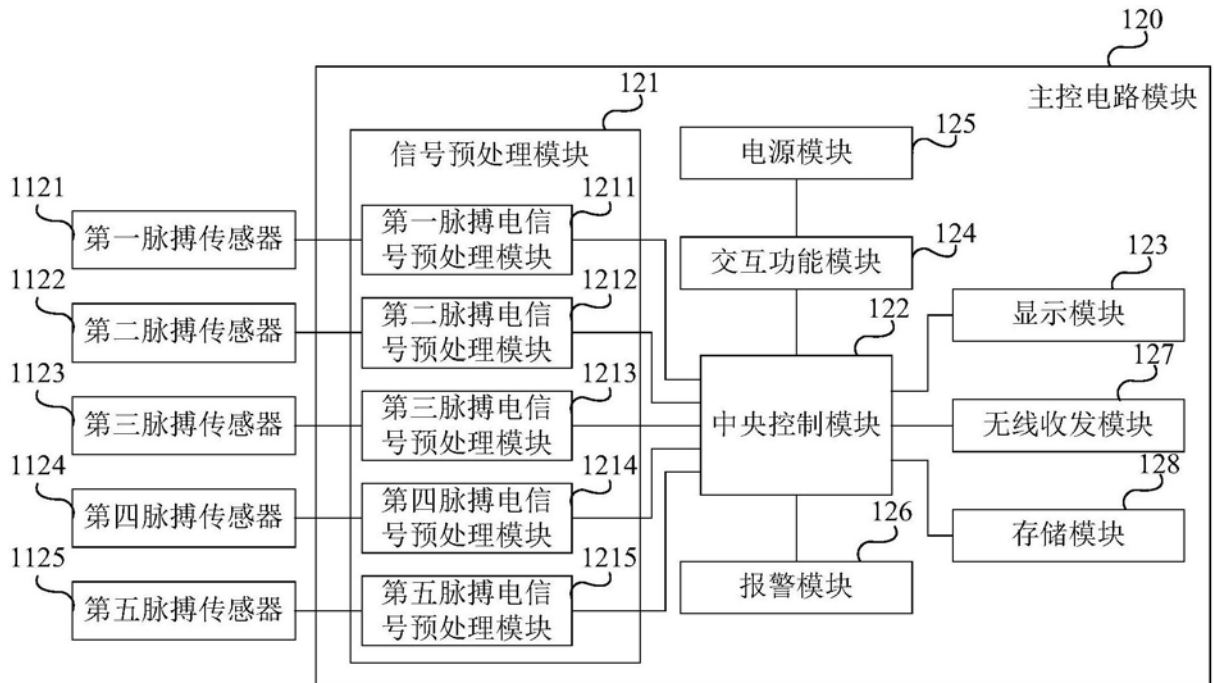 120
主控电路模块
121
信号预处理模块
125
电源模块
1121
第一脉搏传感器
1211
第一脉搏电信
号预处理模块
124
交互功能模块
1122
第二脉搏传感器
1212
第二脉搏电信
号预处理模块
123
显示模块
122
中央控制模块
1123
第三脉搏传感器
1213
第三脉搏电信
号预处理模块
127
无线收发模块
1124
第四脉搏传感器
1214
第四脉搏电信
号预处理模块
128
存储模块
126
报警模块
1125
第五脉搏传感器
1215
第五脉搏电信
号预处理模块